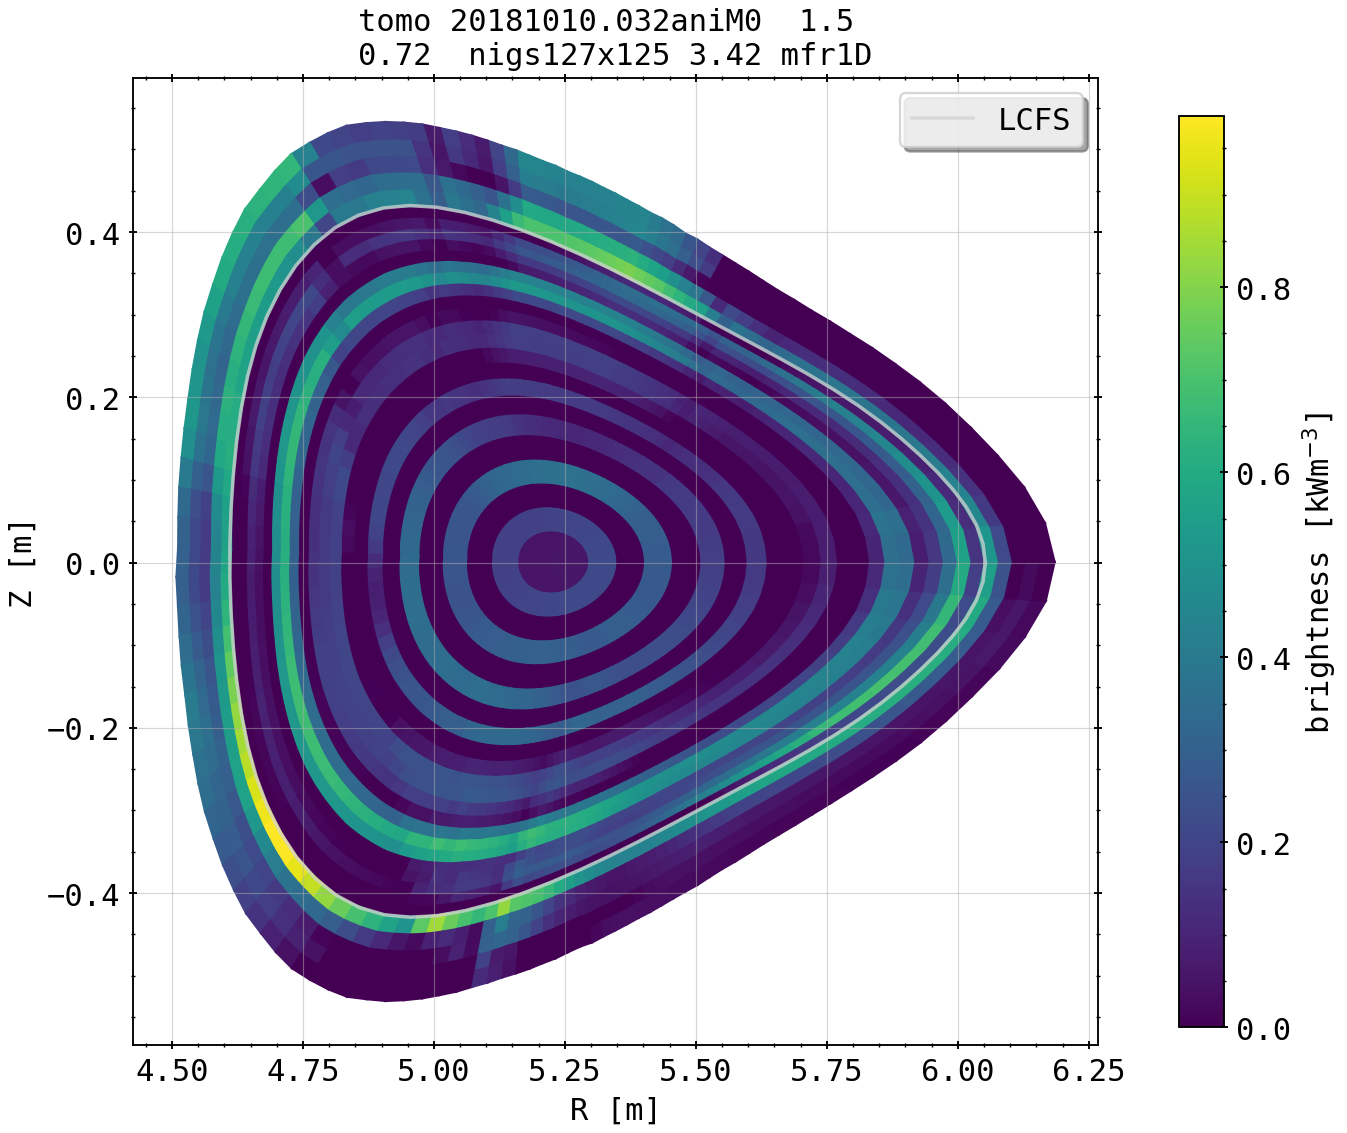 tomo 20181010.032aniM0  1.5
0.72  nigs127x125 3.42 mfr1D
LCFS
0.4
0.2
0.0
−0.2
−0.4
Z [m]
4.50 4.75 5.00 5.25 5.50 5.75 6.00 6.25
R [m]
0.8
0.6
0.4
0.2
0.0
brightness [kWm⁻³]